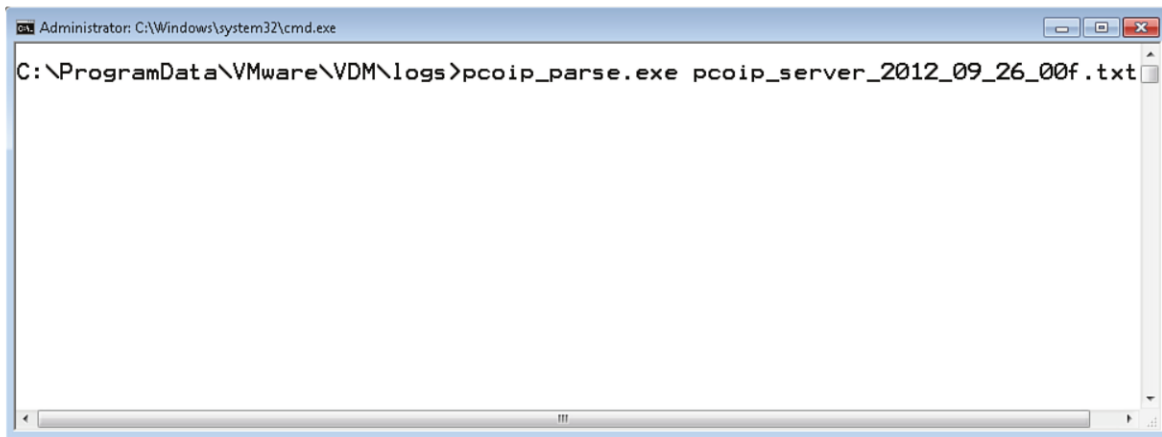 Administrator: C:\Windows\system32\cmd.exe
C:\ProgramData\VMware\VDM\logs>pcoip_parse.exe pcoip_server_2012_09_26_00f.txt